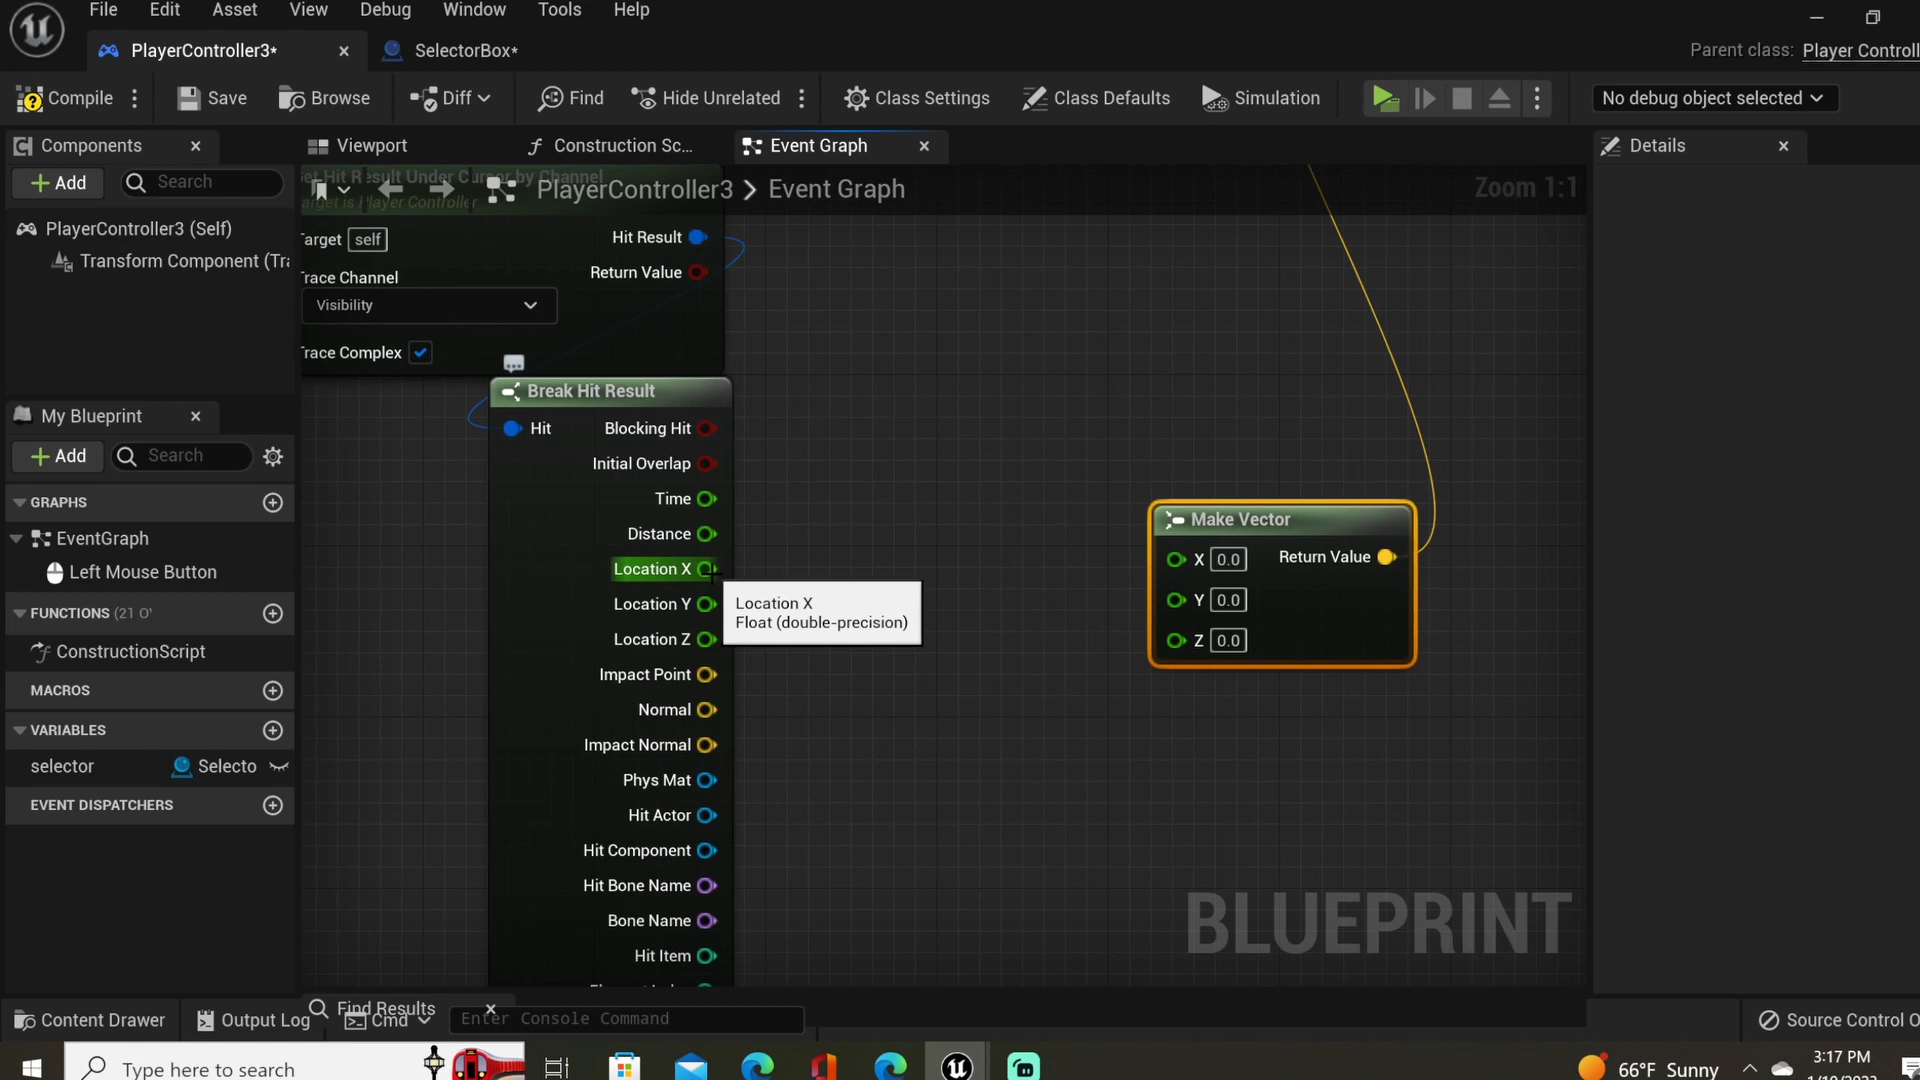 File Edit Asset View Debug Window Tools Help
PlayerController3*
SelectorBox*
Parent class: Player Controll
Compile
Save
Browse
Diff
Find
Hide Unrelated
Class Settings
Class Defaults
Simulation
No debug object selected
Components
Viewport
Construction Sc...
Event Graph
Details
Add
Search
PlayerController3 > Event Graph
Zoom 1:1
PlayerController3 (Self)
Transform Component (Tra
Target self
Hit Result
Return Value
Trace Channel
Visibility
Trace Complex
My Blueprint
Add
Search
GRAPHS
EventGraph
Left Mouse Button
FUNCTIONS (21 O
ConstructionScript
MACROS
VARIABLES
selector Selecto
EVENT DISPATCHERS
Break Hit Result
Hit
Blocking Hit
Initial Overlap
Time
Distance
Location X
Location Y
Location Z
Impact Point
Normal
Impact Normal
Phys Mat
Hit Actor
Hit Component
Hit Bone Name
Bone Name
Hit Item
Location X
Float (double-precision)
Make Vector
X 0.0 Return Value
Y 0.0
Z 0.0
BLUEPRINT
Find Results
Content Drawer
Output Log
Cmd
Enter Console Command
Source Control O
Type here to search
66°F Sunny
3:17 PM